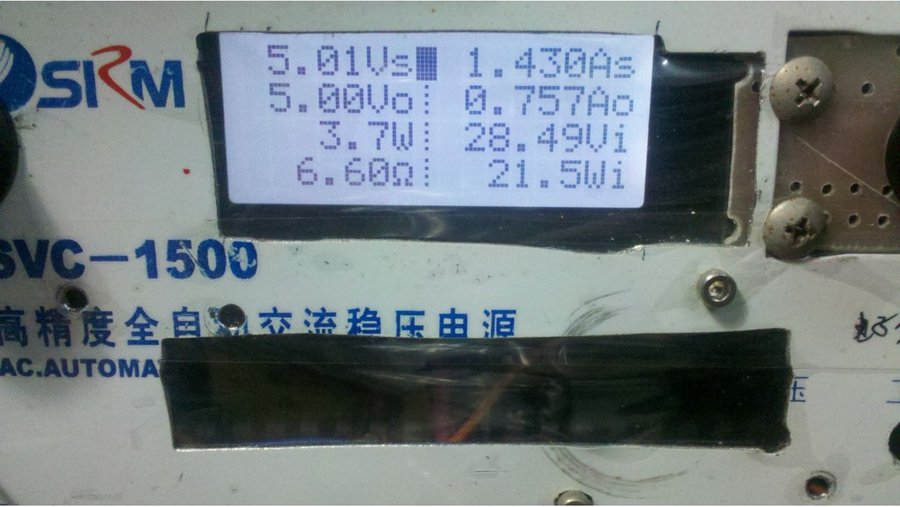 SRM
5.01Vs 1.430As
5.00Vo 0.757Ao
3.7W 28.49Vi
6.60Ω 21.5Wi
SVC-1500
高精度全自动交流稳压电源
AC.AUTOMA
压